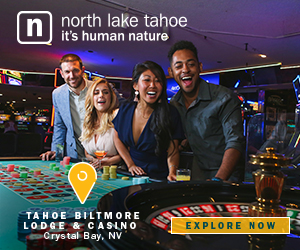 n
north lake tahoe
it's human nature
TAHOE BILTMORE
LODGE & CASINO
Crystal Bay, NV
EXPLORE NOW